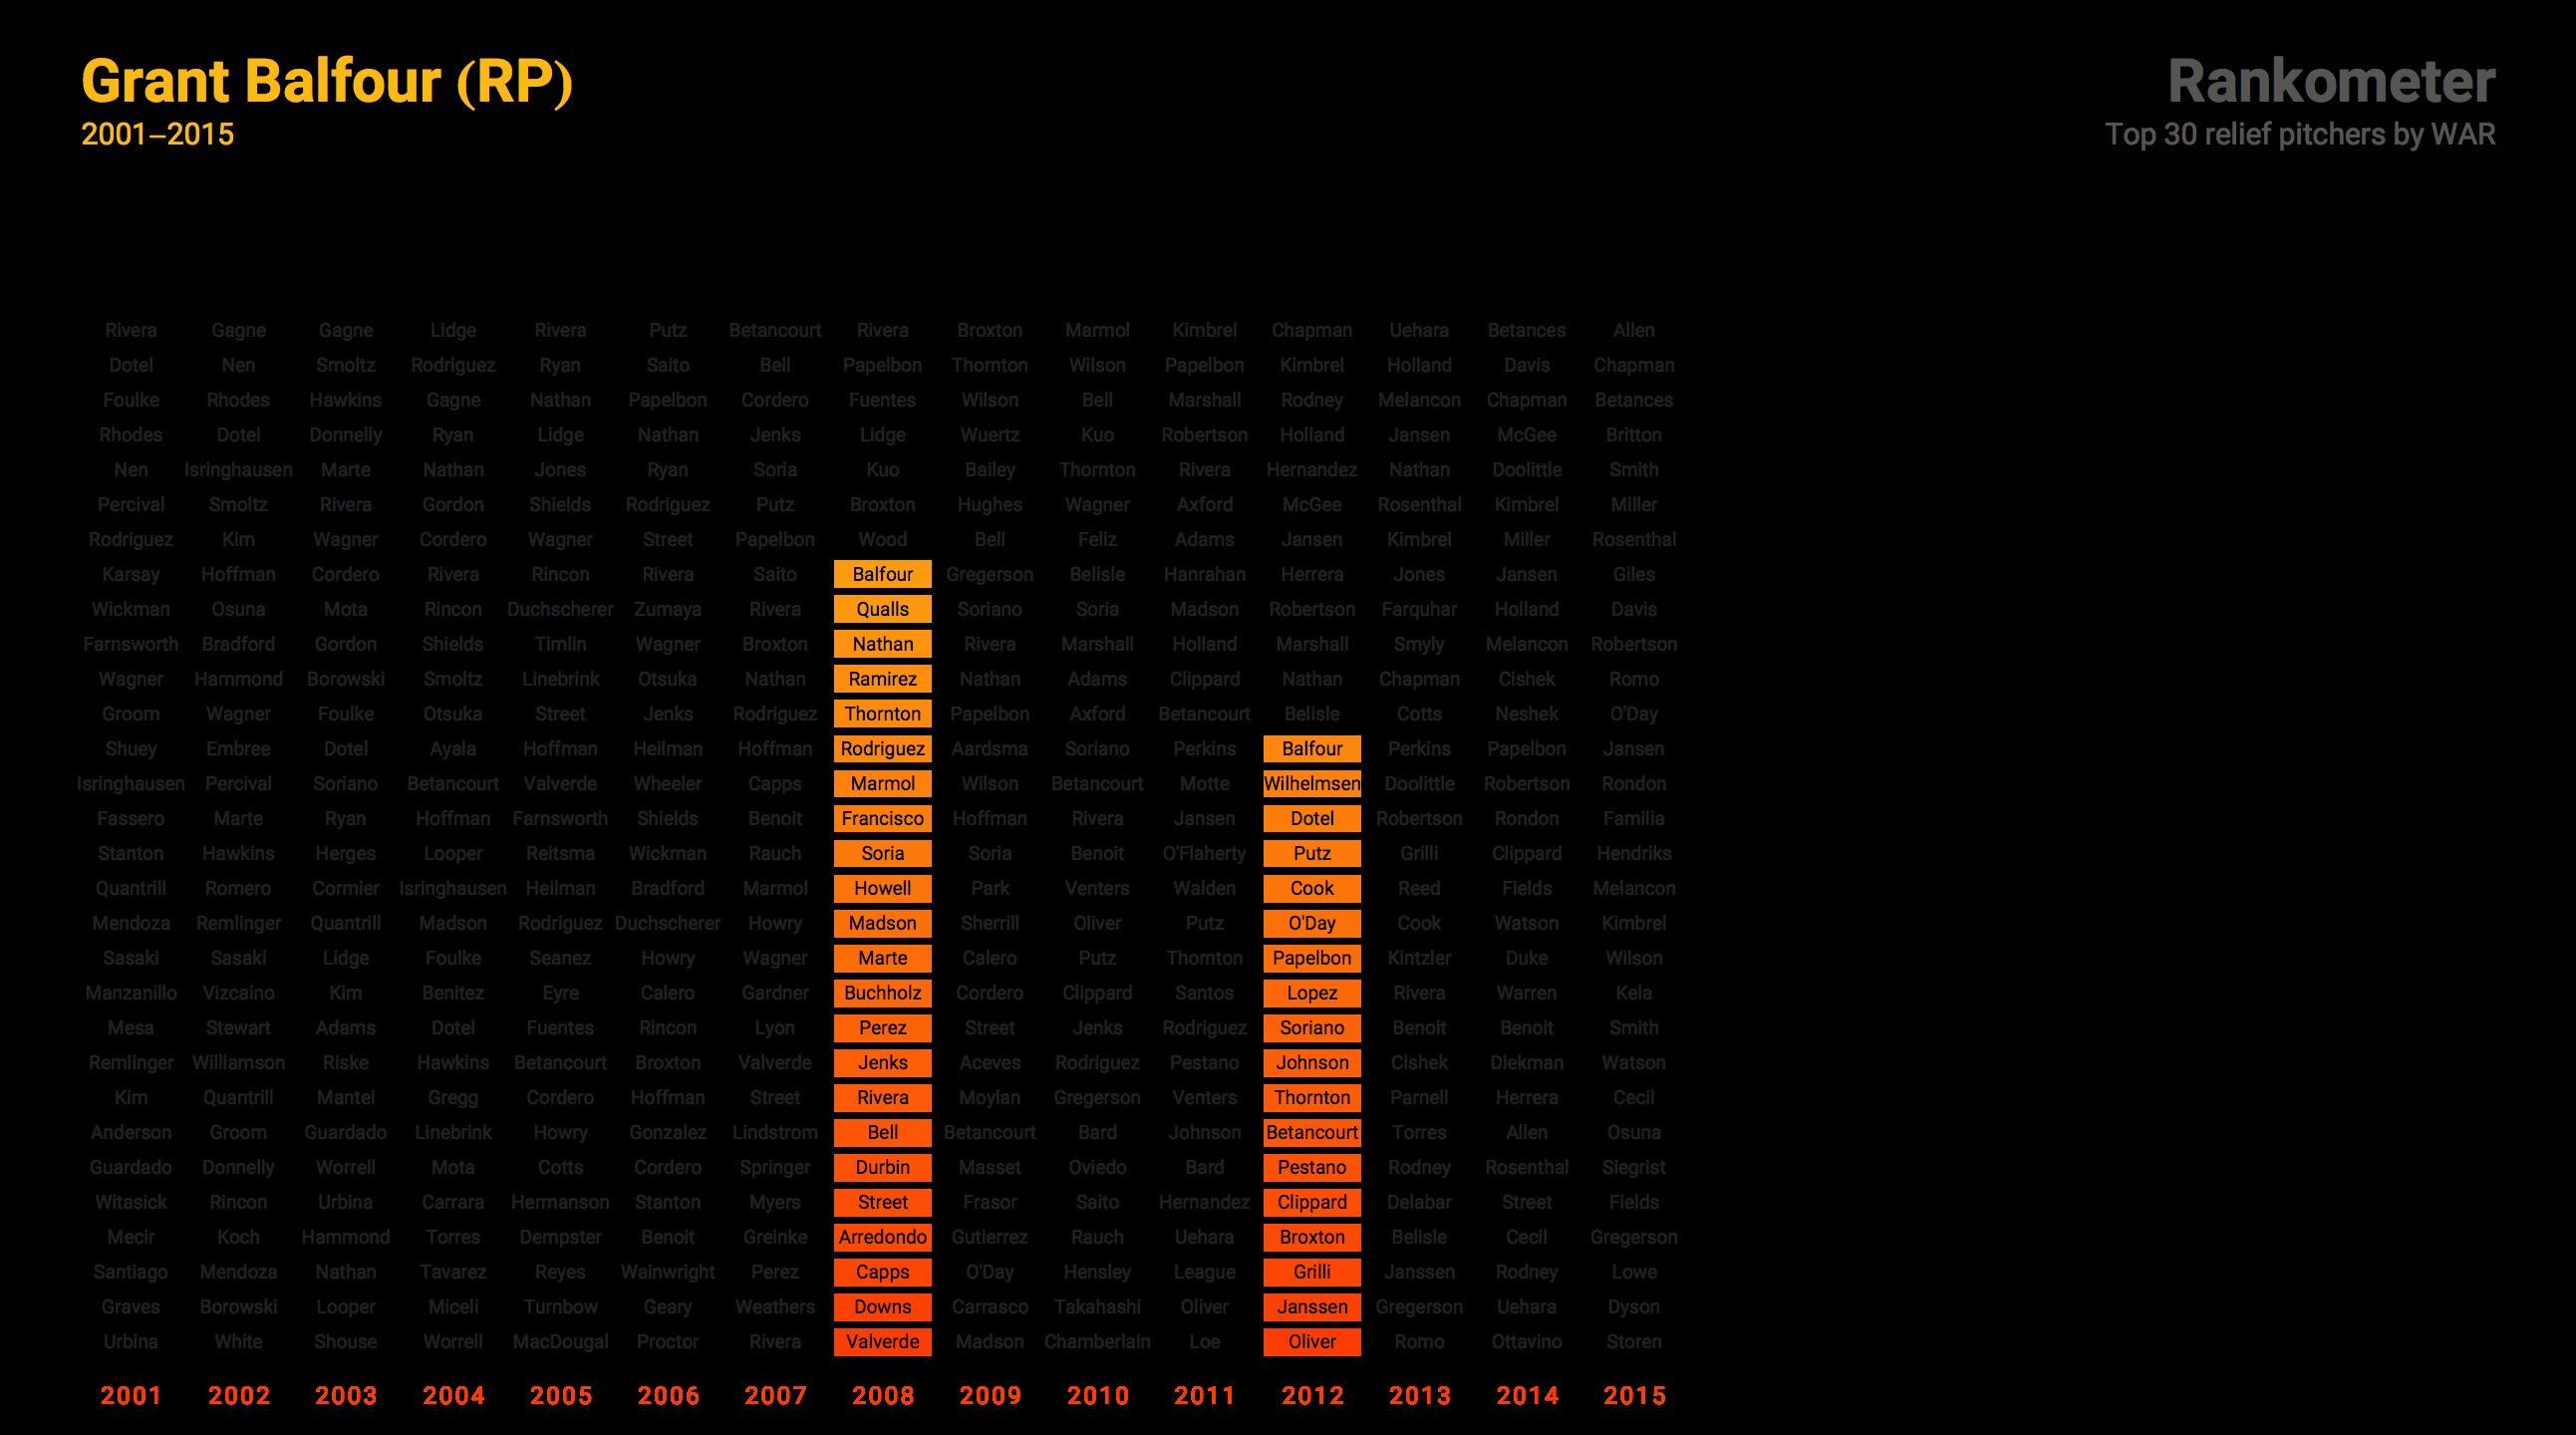 Grant Balfour (RP)
2001–2015
Rankometer
Top 30 relief pitchers by WAR
Rivera Gagne Gagne Lidge Rivera Putz Betancourt Rivera Broxton Marmol Kimbrel Chapman Uehara Betances Allen
Dotel Nen Smoltz Rodriguez Ryan Saito Bell Papelbon Thornton Wilson Papelbon Kimbrel Holland Davis Chapman
Foulke Rhodes Hawkins Gagne Nathan Papelbon Cordero Fuentes Wilson Bell Marshall Rodney Melancon Chapman Betances
Rhodes Dotel Donnelly Ryan Lidge Nathan Jenks Lidge Wuertz Kuo Robertson Holland Jansen McGee Britton
Nen Isringhausen Marte Nathan Jones Ryan Soria Kuo Bailey Thornton Rivera Hernandez Nathan Doolittle Smith
Percival Smoltz Rivera Gordon Shields Rodriguez Putz Broxton Hughes Wagner Axford McGee Rosenthal Kimbrel Miller
Rodriguez Kim Wagner Cordero Wagner Street Papelbon Wood Bell Feliz Adams Jansen Kimbrel Miller Rosenthal
Karsay Hoffman Cordero Rivera Rincon Rivera Saito Balfour Gregerson Belisle Hanrahan Herrera Jones Jansen Giles
Wickman Osuna Mota Rincon Duchscherer Zumaya Rivera Qualls Soriano Soria Madson Robertson Farquhar Holland Davis
Farnsworth Bradford Gordon Shields Timlin Wagner Broxton Nathan Rivera Marshall Holland Marshall Smyly Melancon Robertson
Wagner Hammond Borowski Smoltz Linebrink Otsuka Nathan Ramirez Nathan Adams Clippard Nathan Chapman Cishek Romo
Groom Wagner Foulke Otsuka Street Jenks Rodriguez Thornton Papelbon Axford Betancourt Belisle Cotts Neshek O'Day
Shuey Embree Dotel Ayala Hoffman Heilman Hoffman Rodriguez Aardsma Soriano Perkins Balfour Perkins Papelbon Jansen
Isringhausen Percival Soriano Betancourt Valverde Wheeler Capps Marmol Wilson Betancourt Motte Wilhelmsen Doolittle Robertson Rondon
Fassero Marte Ryan Hoffman Farnsworth Shields Benoit Francisco Hoffman Rivera Jansen Dotel Robertson Rondon Familia
Stanton Hawkins Herges Looper Reitsma Wickman Rauch Soria Soria Benoit O'Flaherty Putz Grilli Clippard Hendriks
Quantrill Romero Cormier Isringhausen Heilman Bradford Marmol Howell Park Venters Walden Cook Reed Fields Melancon
Mendoza Remlinger Quantrill Madson Rodriguez Duchscherer Howry Madson Sherrill Oliver Putz O'Day Cook Watson Kimbrel
Sasaki Sasaki Lidge Foulke Seanez Howry Wagner Marte Calero Putz Thornton Papelbon Kintzler Duke Wilson
Manzanillo Vizcaino Kim Benitez Eyre Calero Gardner Buchholz Cordero Clippard Santos Lopez Rivera Warren Kela
Mesa Stewart Adams Dotel Fuentes Rincon Lyon Perez Street Jenks Rodriguez Soriano Benoit Benoit Smith
Remlinger Williamson Riske Hawkins Betancourt Broxton Valverde Jenks Aceves Rodriguez Pestano Johnson Cishek Diekman Watson
Kim Quantrill Mantei Gregg Cordero Hoffman Street Rivera Moylan Gregerson Venters Thornton Parnell Herrera Cecil
Anderson Groom Guardado Linebrink Howry Gonzalez Lindstrom Bell Betancourt Bard Johnson Betancourt Torres Allen Osuna
Guardado Donnelly Worrell Mota Cotts Cordero Springer Durbin Masset Oviedo Bard Pestano Rodney Rosenthal Siegrist
Witasick Rincon Urbina Carrara Hermanson Stanton Myers Street Frasor Saito Hernandez Clippard Delabar Street Fields
Mecir Koch Hammond Torres Dempster Benoit Greinke Arredondo Gutierrez Rauch Uehara Broxton Belisle Cecil Gregerson
Santiago Mendoza Nathan Tavarez Reyes Wainwright Perez Capps O'Day Hensley League Grilli Janssen Rodney Lowe
Graves Borowski Looper Miceli Turnbow Geary Weathers Downs Carrasco Takahashi Oliver Janssen Gregerson Uehara Dyson
Urbina White Shouse Worrell MacDougal Proctor Rivera Valverde Madson Chamberlain Loe Oliver Romo Ottavino Storen
2001 2002 2003 2004 2005 2006 2007 2008 2009 2010 2011 2012 2013 2014 2015